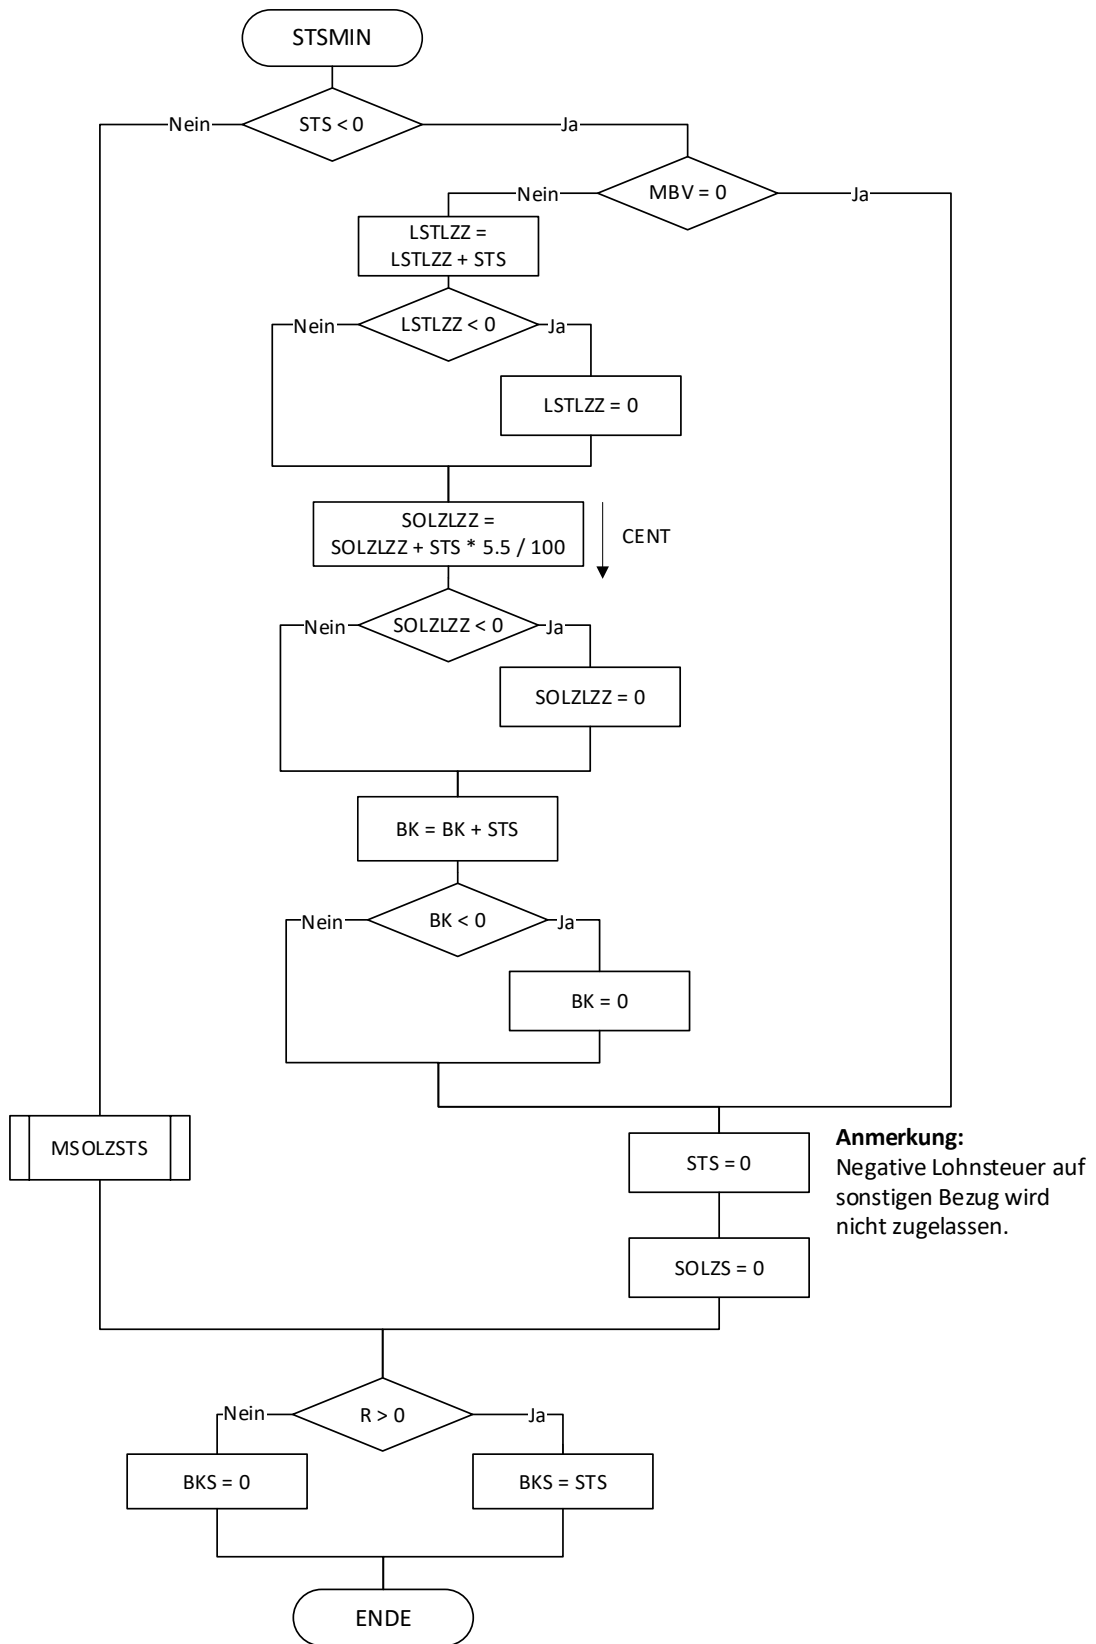 STSMIN
Nein
STS < 0
Ja
Nein
MBV = 0
Ja
LSTLZZ =
LSTLZZ + STS
Nein
LSTLZZ < 0
Ja
LSTLZZ = 0
SOLZLZZ =
SOLZLZZ + STS * 5.5 / 100
CENT
Nein
SOLZLZZ < 0
Ja
SOLZLZZ = 0
BK = BK + STS
Nein
BK < 0
Ja
BK = 0
MSOLZSTS
STS = 0
Anmerkung:
Negative Lohnsteuer auf
sonstigen Bezug wird
nicht zugelassen.
SOLZS = 0
Nein
R > 0
Ja
BKS = 0
BKS = STS
ENDE